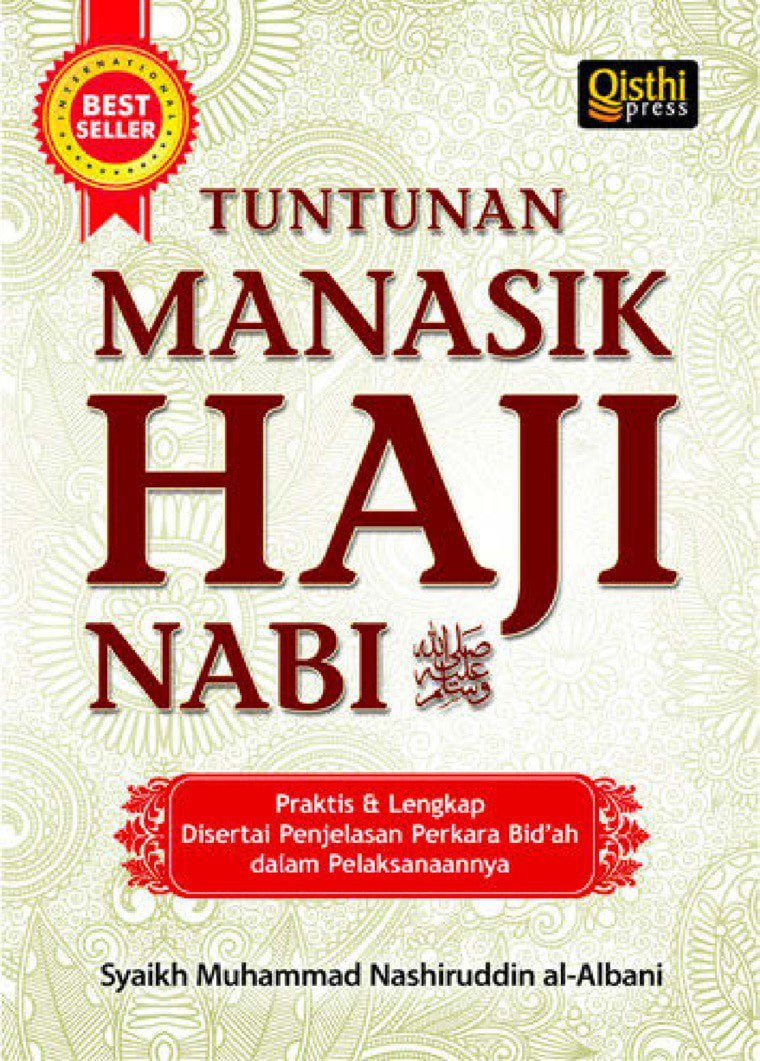 INTERNATIONAL
BEST
SELLER
Qisthi
press
TUNTUNAN
MANASIK
HAJI
NABI صلى الله عليه وسلم
Praktis & Lengkap
Disertai Penjelasan Perkara Bid'ah
dalam Pelaksanaannya
Syaikh Muhammad Nashiruddin al-Albani